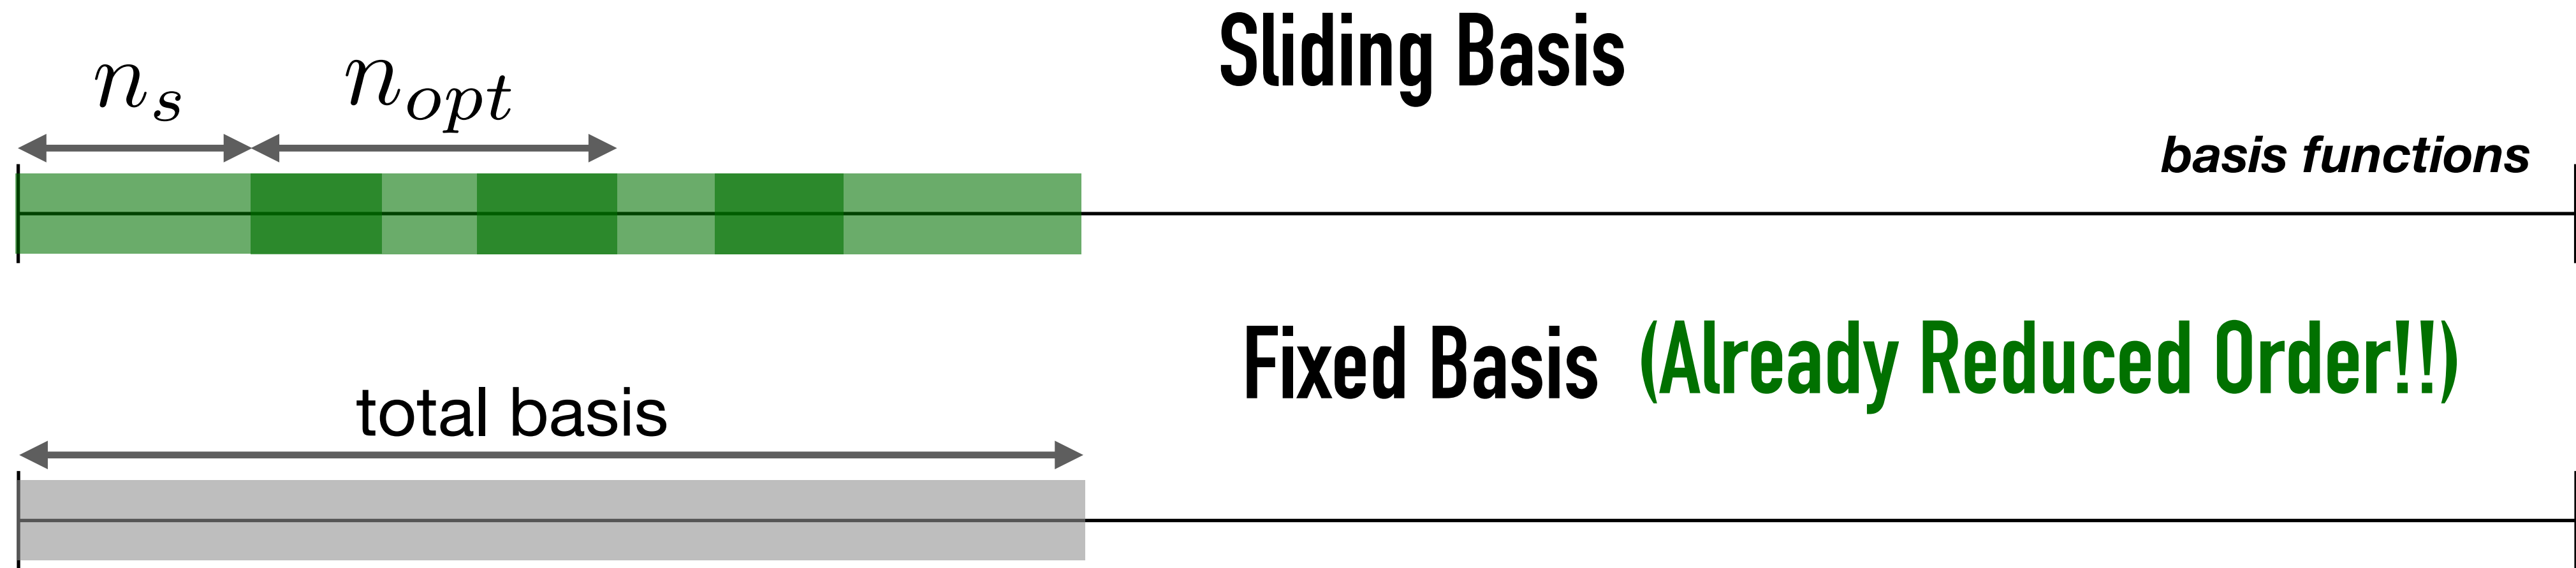 Sliding Basis
n_s n_opt
basis functions
Fixed Basis (Already Reduced Order!!)
total basis